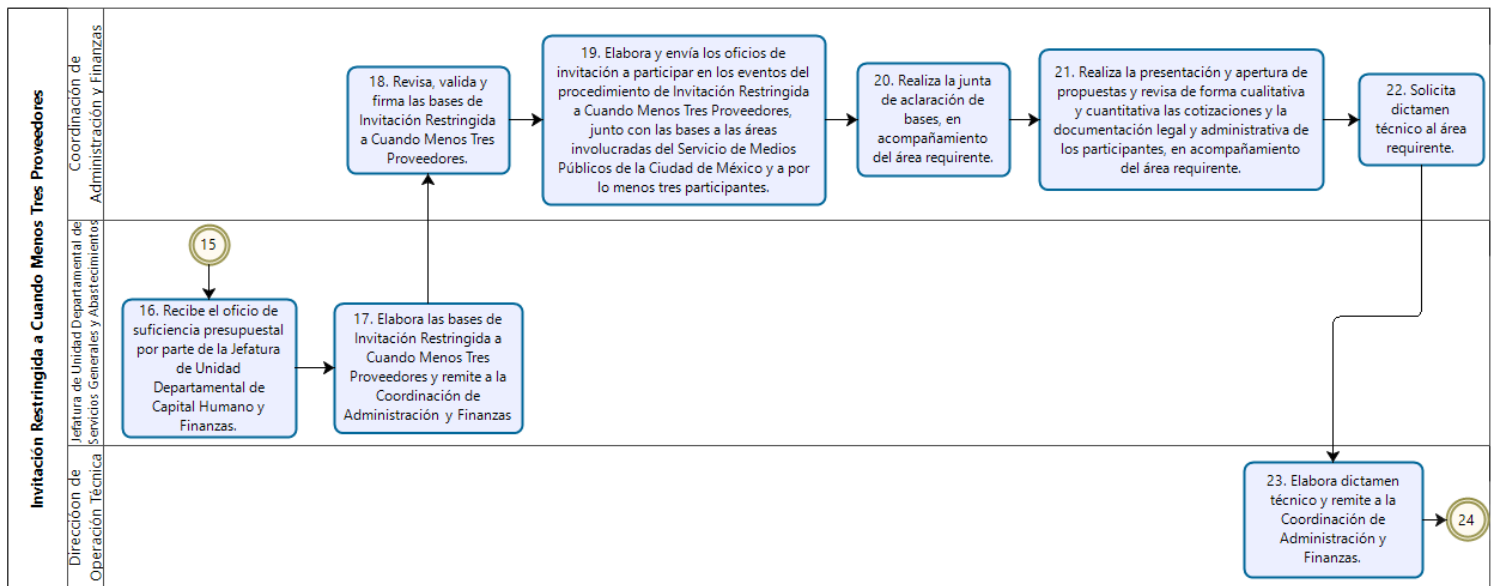 Invitación Restringida a Cuando Menos Tres Proveedores
Coordinación de
Administración y Finanzas
18. Revisa, valida y
firma las bases de
Invitación Restringida
a Cuando Menos Tres
Proveedores.
19. Elabora y envía los oficios de
invitación a participar en los eventos del
procedimiento de Invitación Restringida
a Cuando Menos Tres Proveedores,
junto con las bases a las áreas
involucradas del Servicio de Medios
Públicos de la Ciudad de México y a por
lo menos tres participantes.
20. Realiza la junta
de aclaración de
bases, en
acompañamiento
del área requirente.
21. Realiza la presentación y apertura de
propuestas y revisa de forma cualitativa
y cuantitativa las cotizaciones y la
documentación legal y administrativa de
los participantes, en acompañamiento
del área requirente.
22. Solicita
dictamen
técnico al área
requirente.
Jefatura de Unidad Departamental de
Servicios Generales y Abastecimientos
15
16. Recibe el oficio de
suficiencia presupuestal
por parte de la Jefatura
de Unidad
Departamental de
Capital Humano y
Finanzas.
17. Elabora las bases de
Invitación Restringida a
Cuando Menos Tres
Proveedores y remite a la
Coordinación de
Administración y Finanzas
Direccióon de
Operación Técnica
23. Elabora dictamen
técnico y remite a la
Coordinación de
Administración y
Finanzas.
24